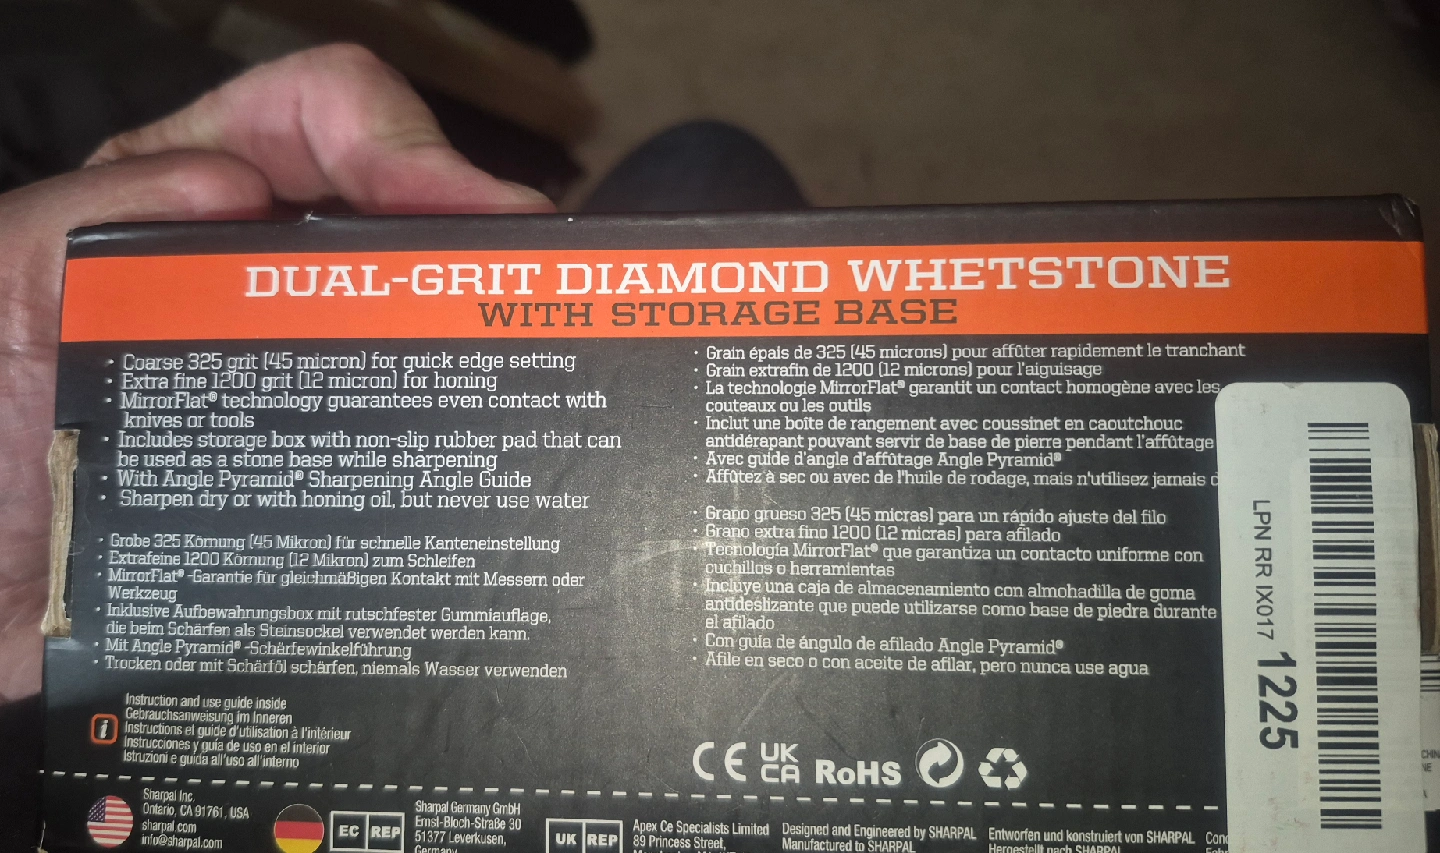 DUAL-GRIT DIAMOND WHETSTONE
WITH STORAGE BASE
• Coarse 325 grit (45 micron) for quick edge setting
• Extra fine 1200 grit (12 micron) for honing
• MirrorFlat® technology guarantees even contact with
knives or tools
• Includes storage box with non-slip rubber pad that can
be used as a stone base while sharpening
• With Angle Pyramid® Sharpening Angle Guide
• Sharpen dry or with honing oil, but never use water
• Grobe 325 Körnung (45 Mikron) für schnelle Kanteneinstellung
• Extrafeine 1200 Körnung (12 Mikron) zum Schleifen
• MirrorFlat® -Garantie für gleichmäßigen Kontakt mit Messern oder
Werkzeug
• Inklusive Aufbewahrungsbox mit rutschfester Gummiauflage,
die beim Schärfen als Steinsockel verwendet werden kann.
• Mit Angle Pyramid® -Schärfewinkelführung
• Trocken oder mit Schärföl schärfen, niemals Wasser verwenden
• Grain épais de 325 (45 microns) pour affûter rapidement le tranchant
• Grain extrafin de 1200 (12 microns) pour l'aiguisage
• La technologie MirrorFlat® garantit un contact homogène avec les
couteaux ou les outils
• Inclut une boîte de rangement avec coussinet en caoutchouc
antidérapant pouvant servir de base de pierre pendant l'affûtage
• Avec guide d'angle d'affûtage Angle Pyramid®
• Affûtez à sec ou avec de l'huile de rodage, mais n'utilisez jamais
• Grano grueso 325 (45 micras) para un rápido ajuste del filo
• Grano extra fino 1200 (12 micras) para afilado
• Tecnología MirrorFlat® que garantiza un contacto uniforme con
cuchillos o herramientas
• Incluye una caja de almacenamiento con almohadilla de goma
antideslizante que puede utilizarse como base de piedra durante
el afilado
• Con guía de ángulo de afilado Angle Pyramid®
• Afile en seco o con aceite de afilar, pero nunca use agua
LPN RR IX017 1225
i
Instruction and use guide inside
Gebrauchsanweisung im Inneren
Instructions et guide d'utilisation à l'intérieur
Instrucciones y guía de uso en el interior
Istruzioni e guida all'uso all'interno
CE UK CA RoHS
Sharpal Inc.
Ontario, CA 91761, USA
sharpal.com
info@sharpal.com
EC REP
Sharpal Germany GmbH
Ernst-Bloch-Straße 30
51377 Leverkusen,
Germany
UK REP
Apex Ce Specialists Limited
89 Princess Street,
Designed and Engineered by SHARPAL
Manufactured to SHARPAL
Entworfen und konstruiert von SHARPAL
Hergestellt nach SHARPAL